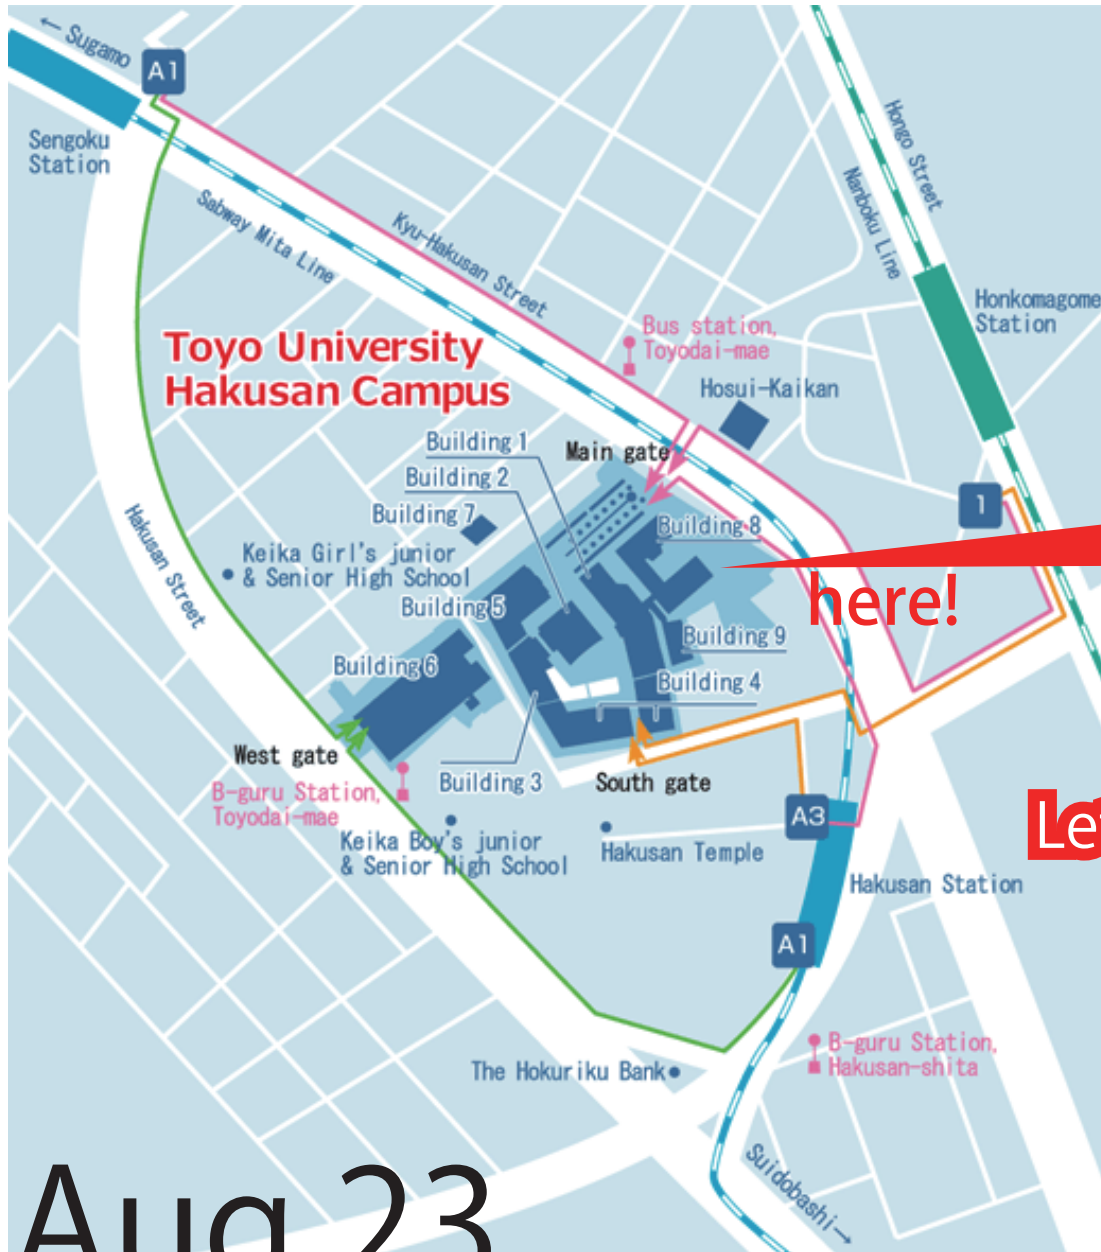 ← Sugamo
A1
Sengoku
Station
Sabway Mita Line
Kyu-Hakusan Street
Hongo Street
Nanboku Line
Honkomagome
Station
Toyo University
Hakusan Campus
Bus station,
Toyodai-mae
Hosui-Kaikan
Building 1
Main gate
Building 2
Building 7
Building 8
1
Hakusan Street
Keika Girl's junior
& Senior High School
here!
Building 5
Building 9
Building 6
Building 4
West gate
Building 3
South gate
B-guru Station,
Toyodai-mae
A3
Keika Boy's junior
& Senior High School
Hakusan Temple
Le
Hakusan Station
A1
B-guru Station,
Hakusan-shita
The Hokuriku Bank
Suidobashi→
Aug 23